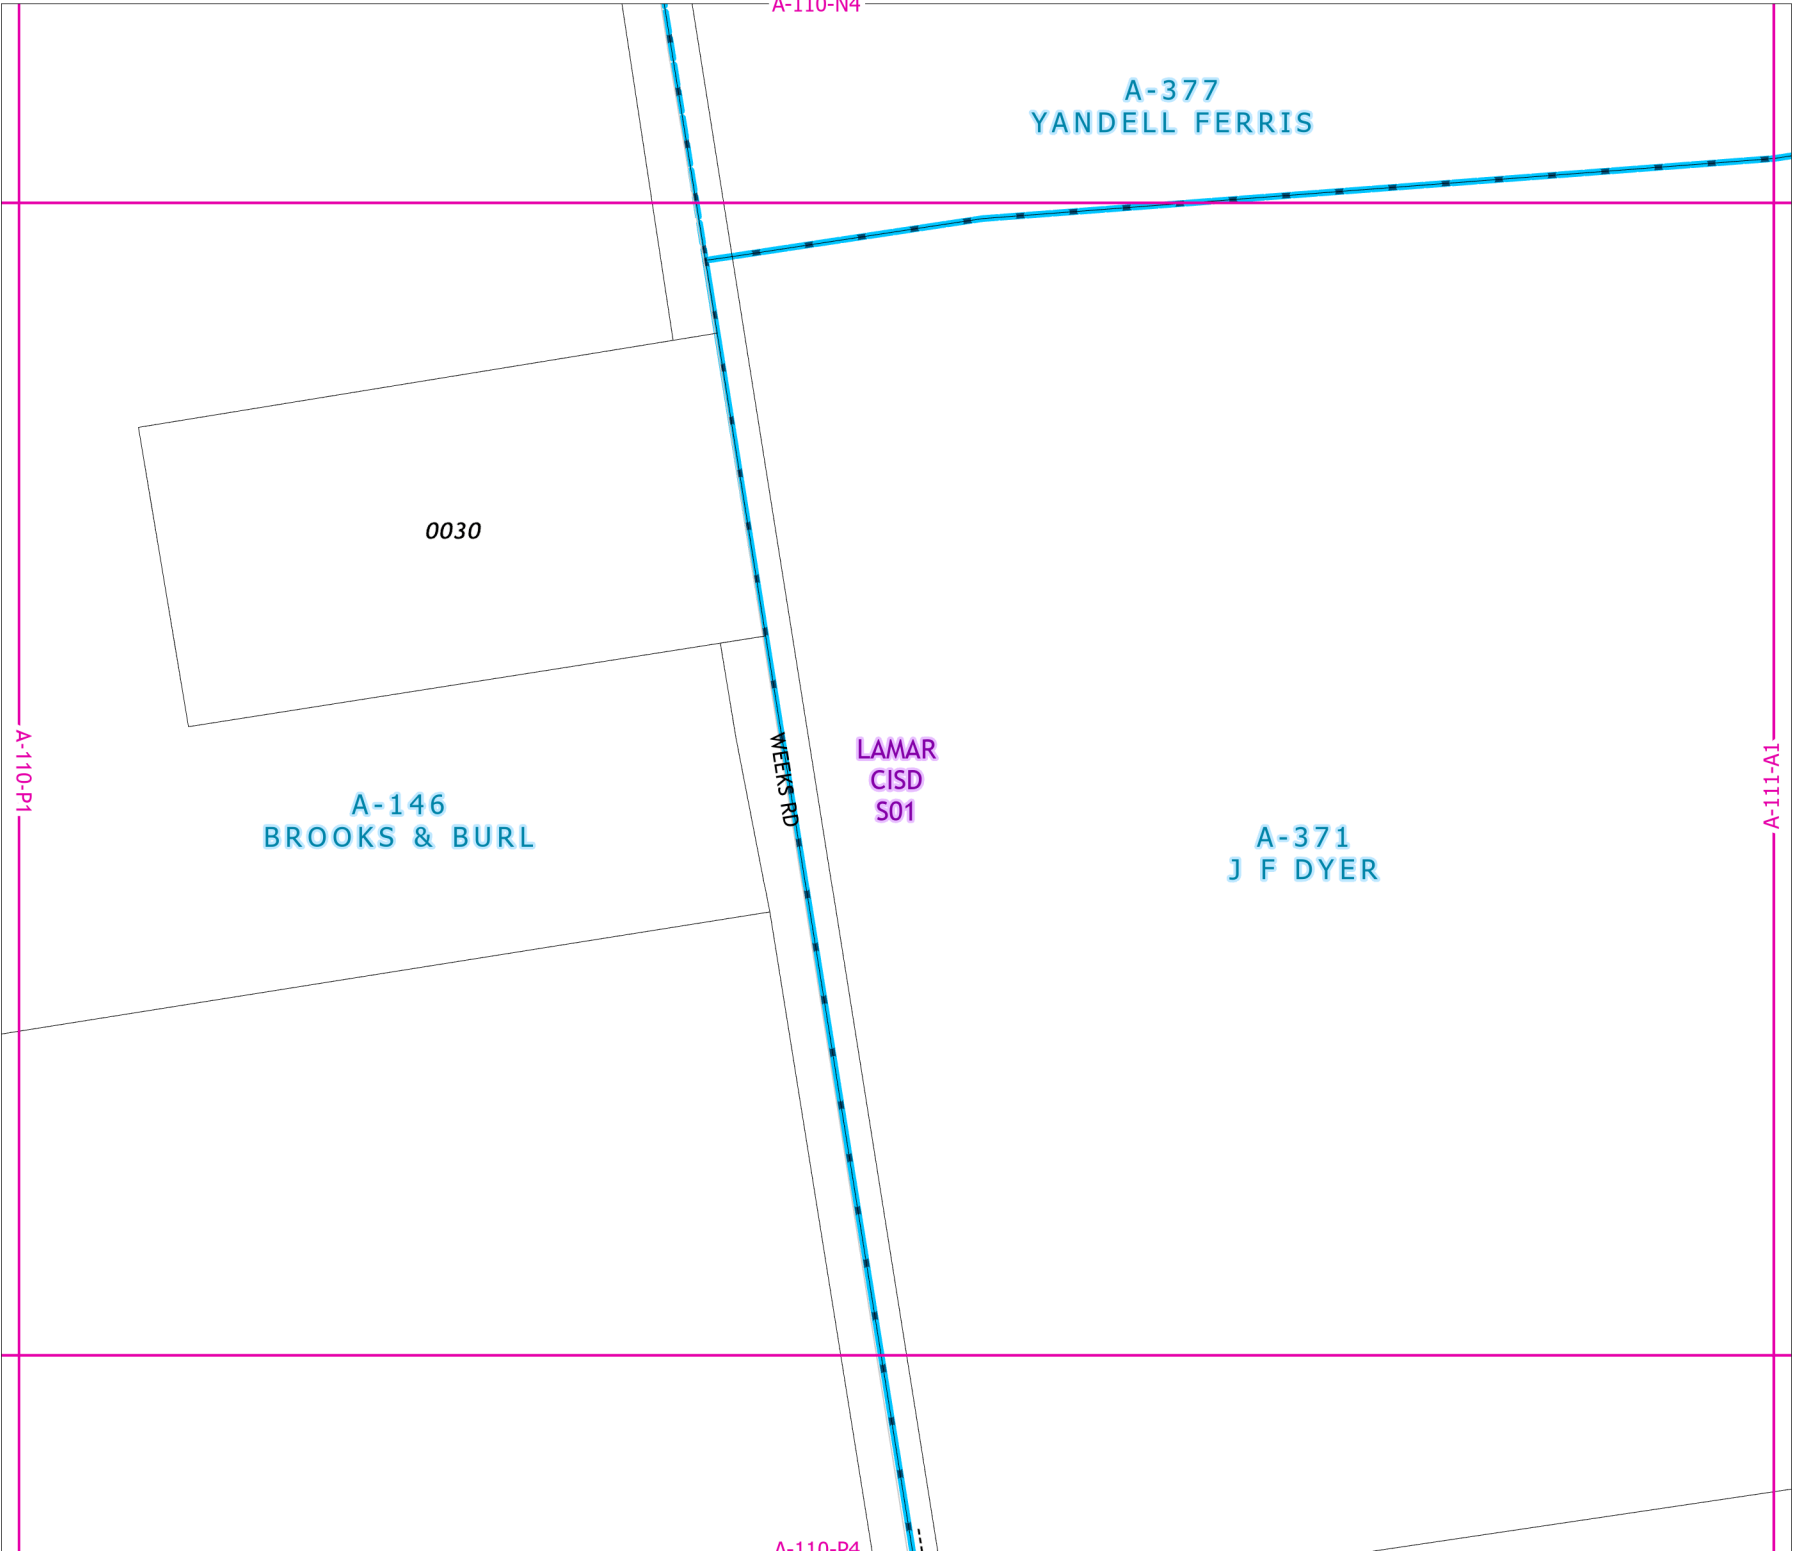 A-110-N4
A-377
YANDELL FERRIS
0030
A-110-P1
WEEKS RD
LAMAR
CISD
S01
A-111-A1
A-146
BROOKS & BURL
A-371
J F DYER
A-110-P4